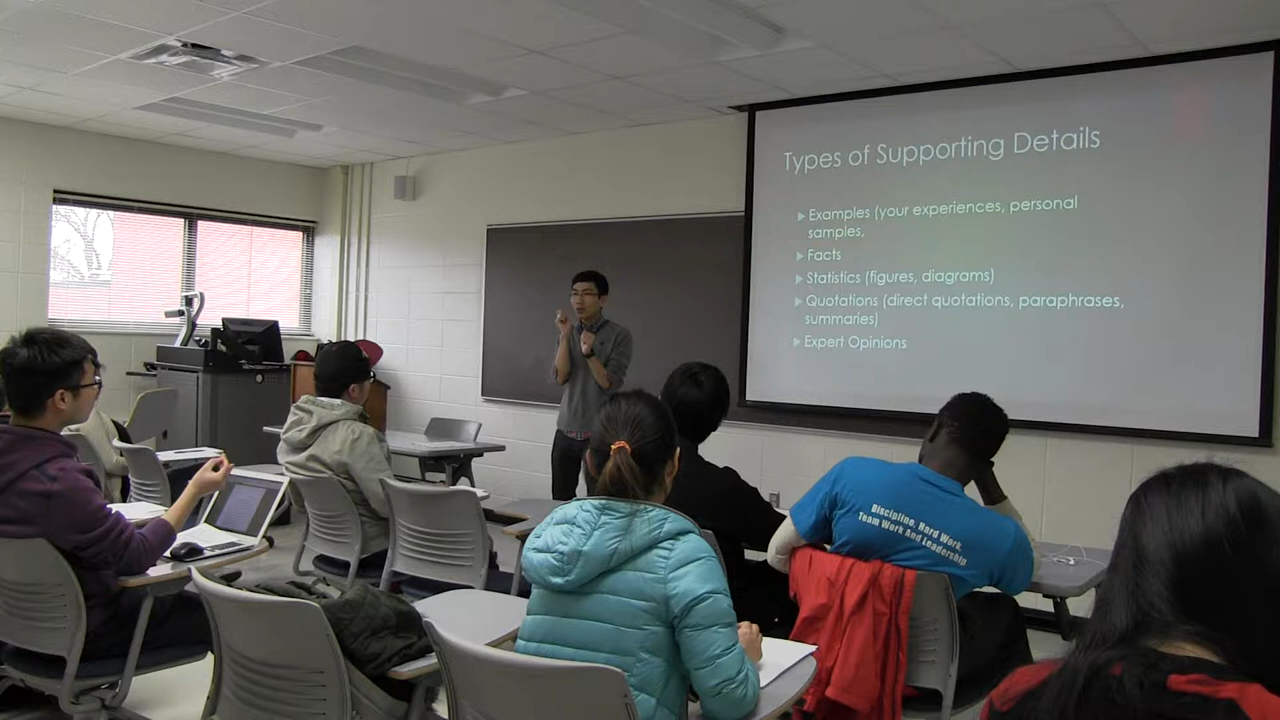 Types of Supporting Details
Examples (your experiences, personal
samples,
Facts
Statistics (figures, diagrams)
Quotations (direct quotations, paraphrases,
summaries)
Expert Opinions
Discipline, Hard Work,
Team Work And Leadership